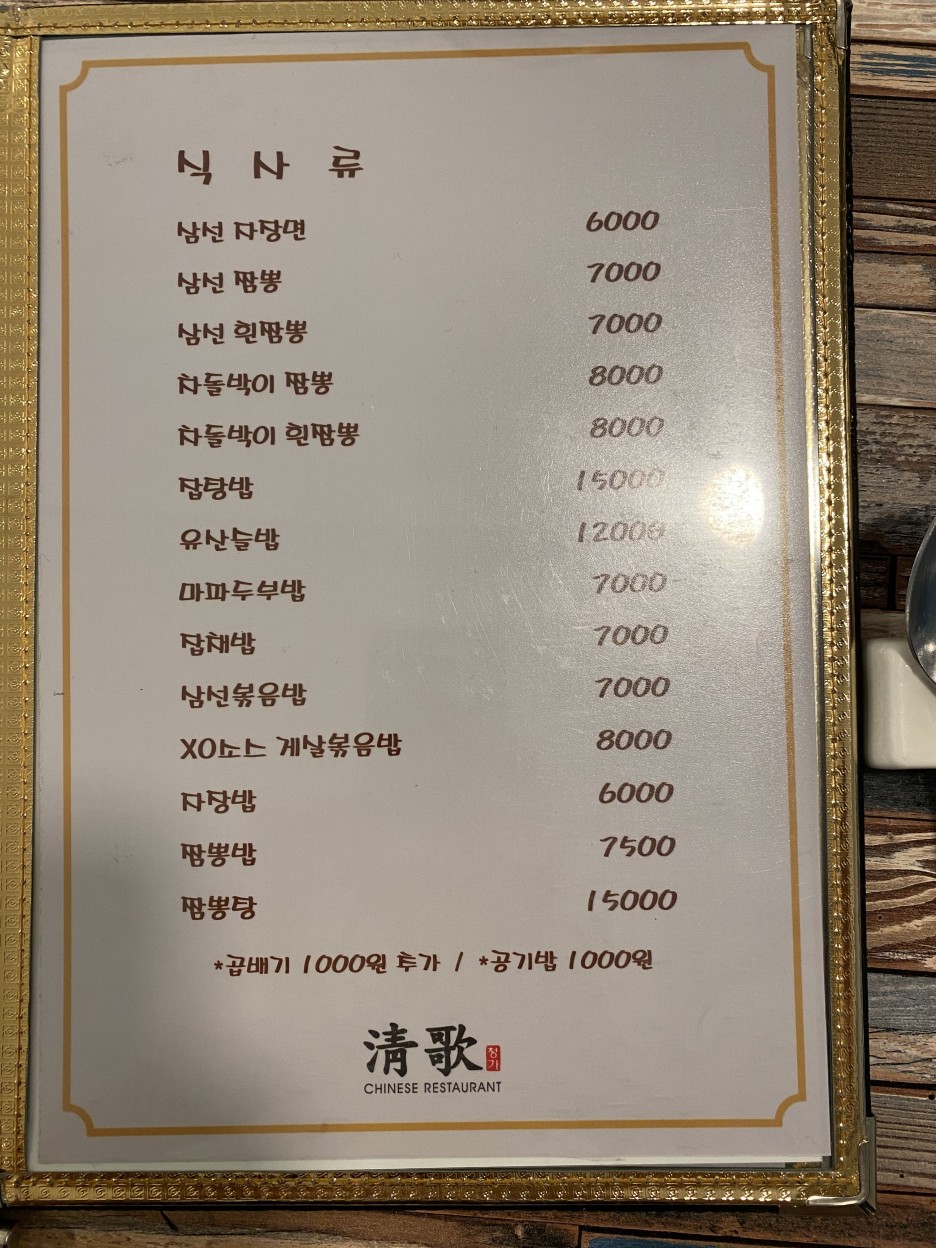 식 사 류
삼선 자장면 6000
삼선 짬뽕 7000
삼선 흰짬뽕 7000
차돌박이 짬뽕 8000
차돌박이 흰짬뽕 8000
잡탕밥 15000
유산슬밥 12000
마파두부밥 7000
잡채밥 7000
삼선볶음밥 7000
XO소스 게살볶음밥 8000
자장밥 6000
짬뽕밥 7500
짬뽕탕 15000
*곱배기 1000원 추가 / *공기밥 1000원
清歌 정가
CHINESE RESTAURANT